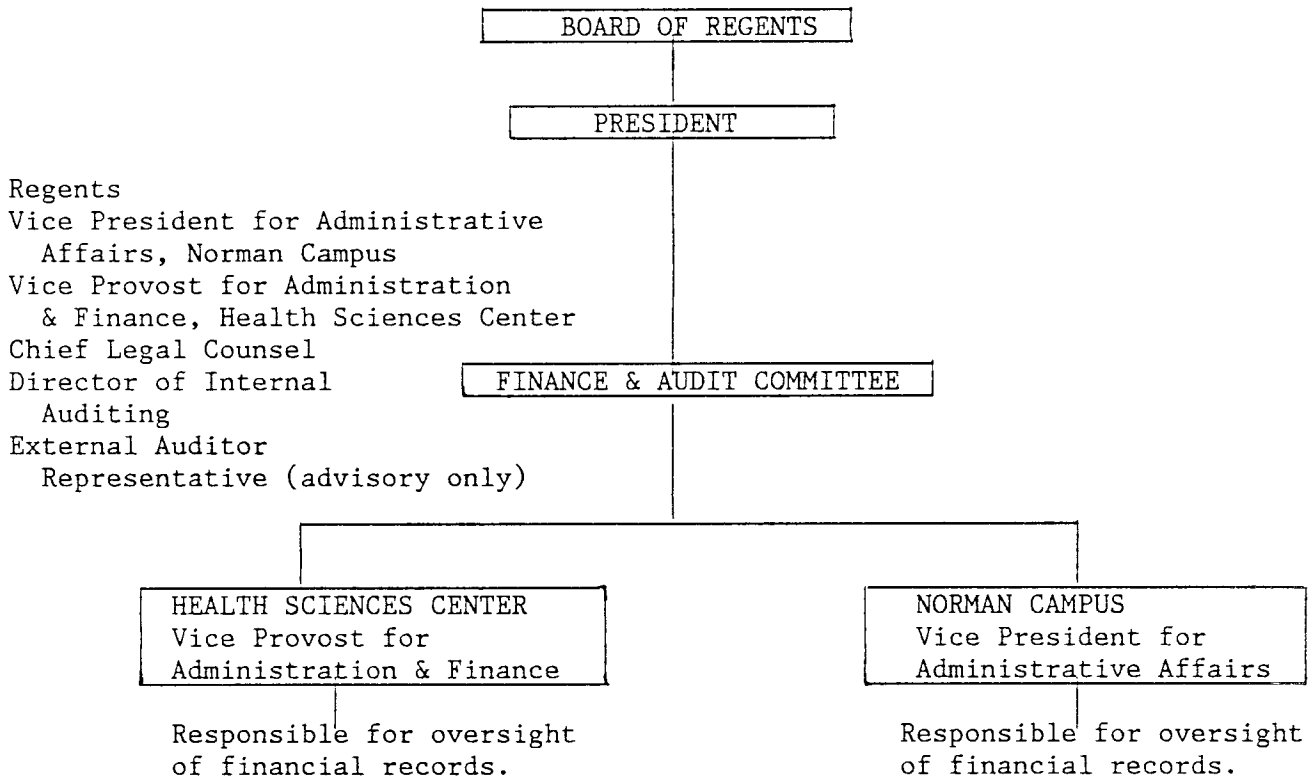 BOARD OF REGENTS
PRESIDENT
Regents
Vice President for Administrative
Affairs, Norman Campus
Vice Provost for Administration
& Finance, Health Sciences Center
Chief Legal Counsel
Director of Internal
Auditing
External Auditor
Representative (advisory only)
FINANCE & AUDIT COMMITTEE
HEALTH SCIENCES CENTER
Vice Provost for
Administration & Finance
Responsible for oversight
of financial records.
NORMAN CAMPUS
Vice President for
Administrative Affairs
Responsible for oversight
of financial records.